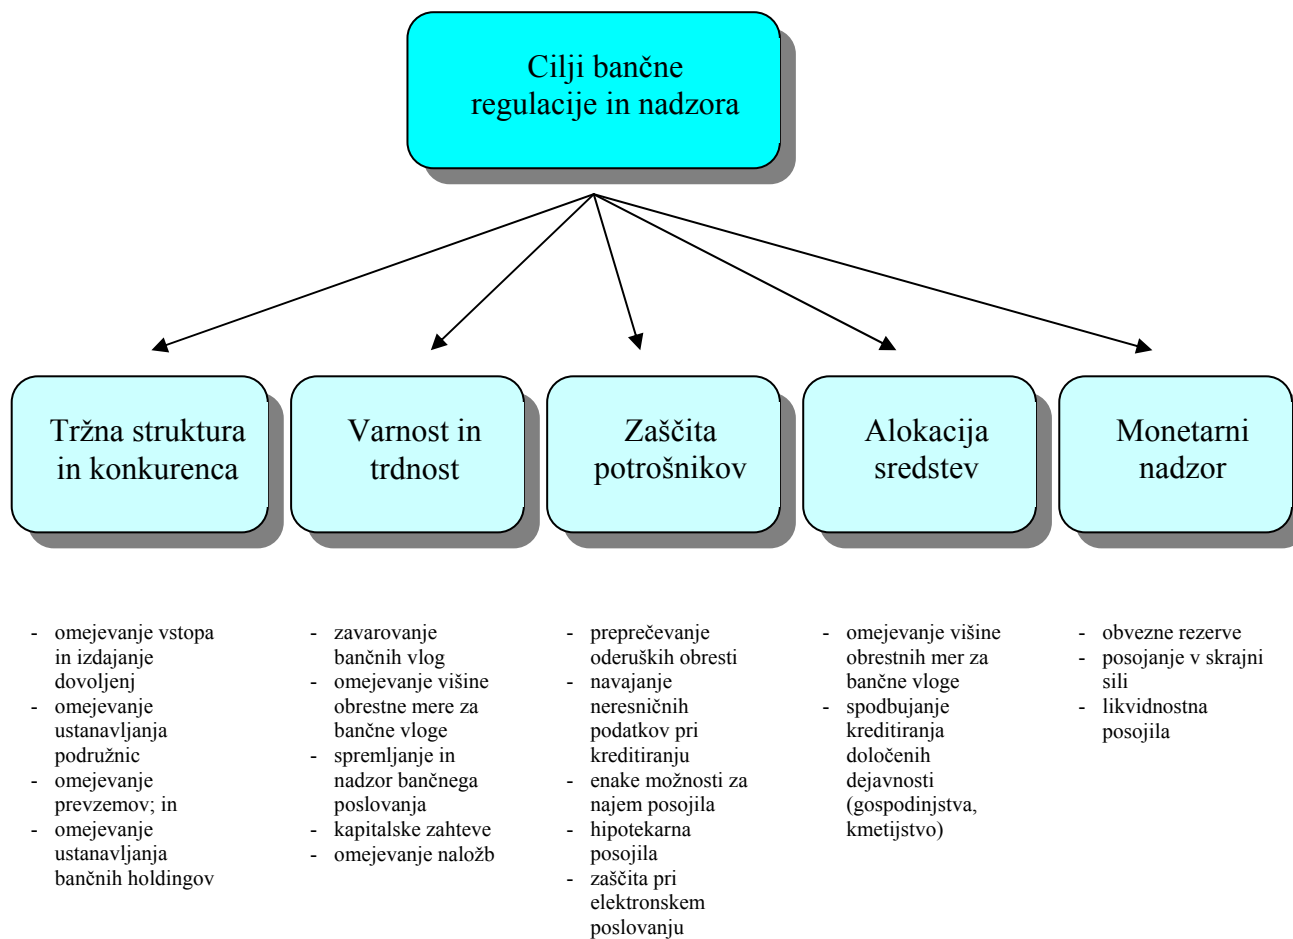 Cilji bančne
regulacije in nadzora
Tržna struktura
in konkurenca
Varnost in
trdnost
Zaščita
potrošnikov
Alokacija
sredstev
Monetarni
nadzor
- omejevanje vstopa
in izdajanje
dovoljenj
- omejevanje
ustanavljanja
podružnic
- omejevanje
prevzemov; in
- omejevanje
ustanavljanja
bančnih holdingov
- zavarovanje
bančnih vlog
- omejevanje višine
obrestne mere za
bančne vloge
- spremljanje in
nadzor bančnega
poslovanja
- kapitalske zahteve
- omejevanje naložb
- preprečevanje
oderuških obresti
- navajanje
neresničnih
podatkov pri
kreditiranju
- enake možnosti za
najem posojila
- hipotekarna
posojila
- zaščita pri
elektronskem
poslovanju
- omejevanje višine
obrestnih mer za
bančne vloge
- spodbujanje
kreditiranja
določenih
dejavnosti
(gospodinjstva,
kmetijstvo)
- obvezne rezerve
- posojanje v skrajni
sili
- likvidnostna
posojila